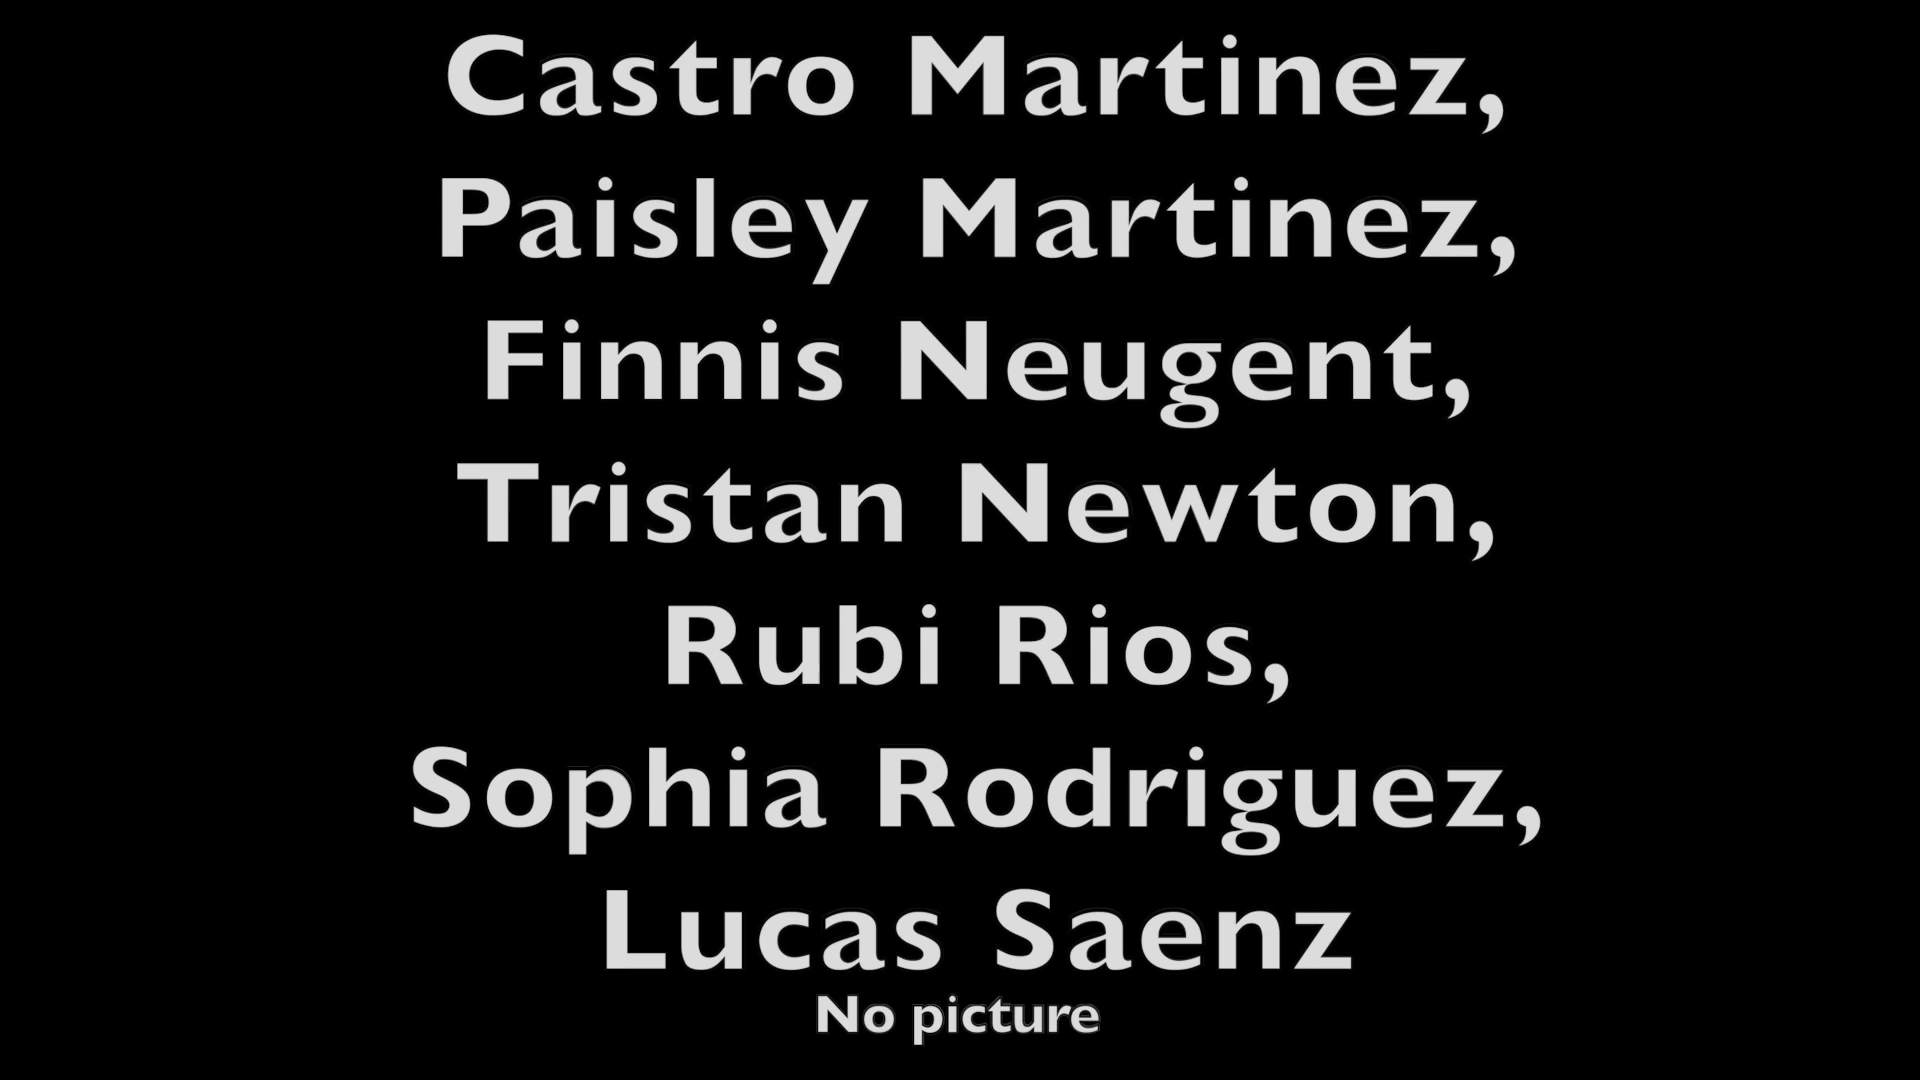 Castro Martinez,
Paisley Martinez,
Finnis Neugent,
Tristan Newton,
Rubi Rios,
Sophia Rodriguez,
Lucas Saenz
No picture